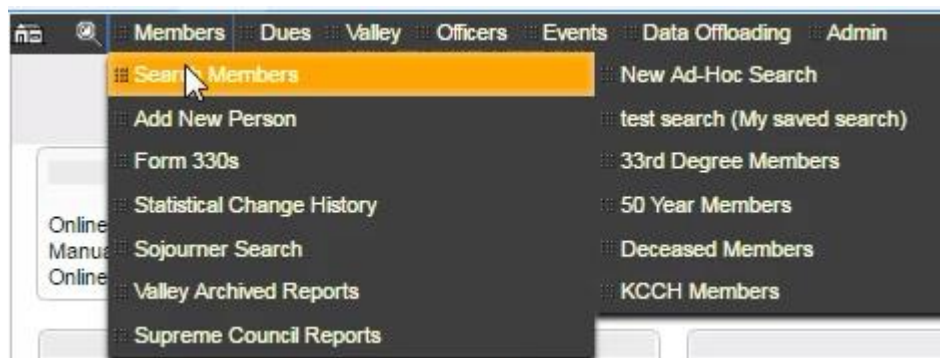 Members Dues Valley Officers Events Data Offloading Admin
Search Members
New Ad-Hoc Search
Add New Person
test search (My saved search)
Form 330s
33rd Degree Members
Statistical Change History
50 Year Members
Online
Manua
Sojourner Search
Deceased Members
Online
Valley Archived Reports
KCCH Members
Supreme Council Reports